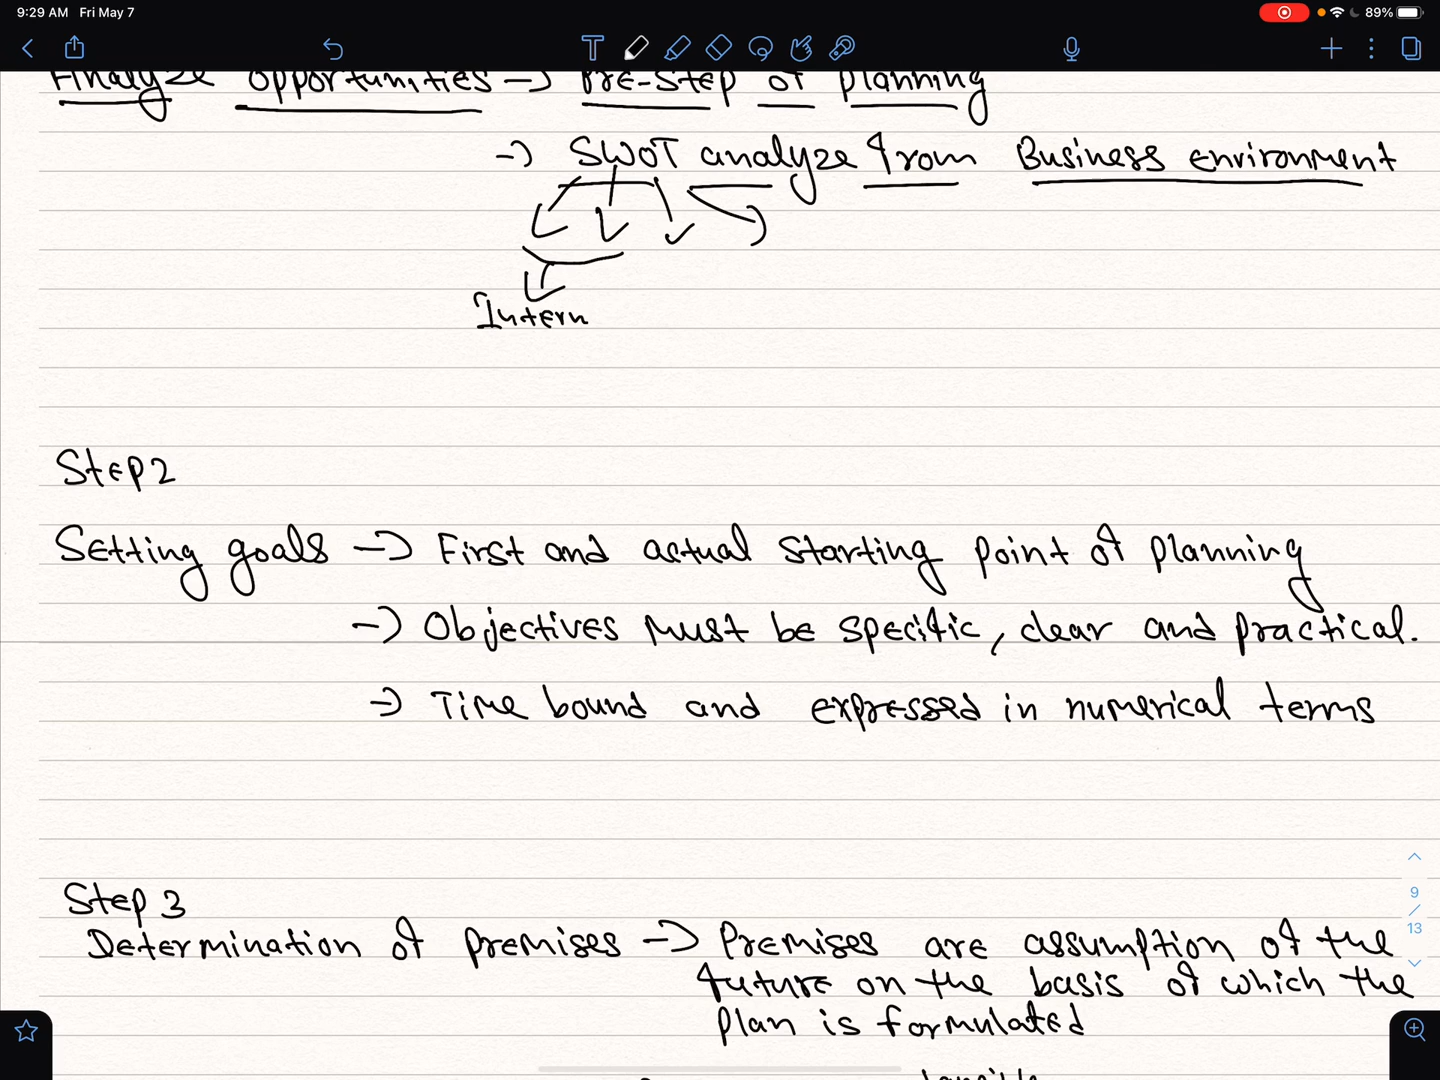 9:29 AM Fri May 7
89%
Analyze opportunities → Pre-step of planning
→ SWOT analyze from Business environment
Intern
Step 2
Setting goals → First and actual starting point of planning
→ Objectives must be specific, clear and practical.
→ Time bound and expressed in numerical terms
9
/
13
Step 3
Determination of premises → Premises are assumption of the
future on the basis of which the
plan is formulated